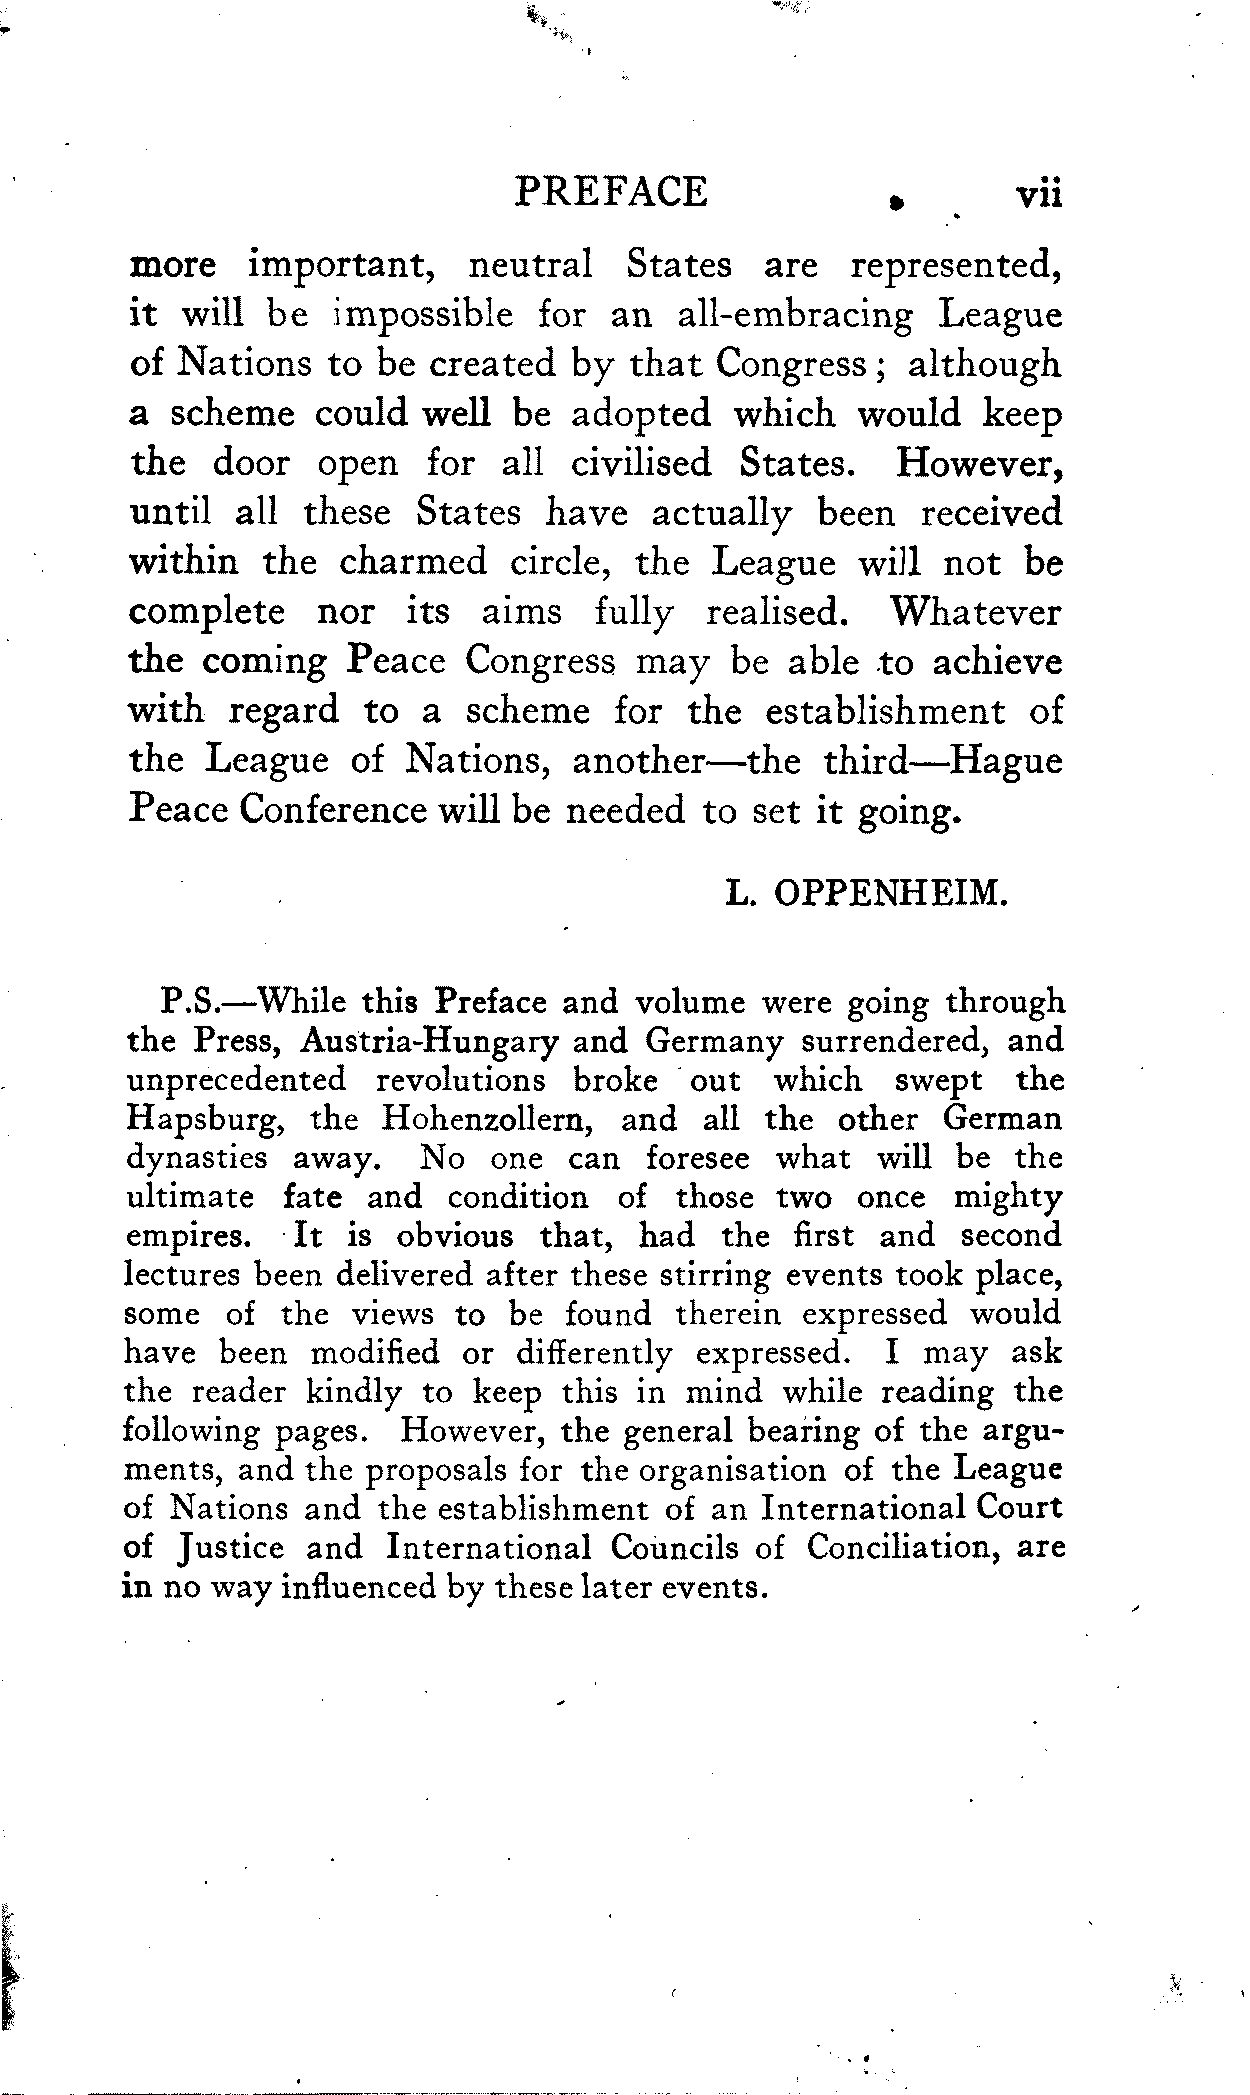 PREFACE vii
more important, neutral States are represented,
it will be impossible for an all-embracing League
of Nations to be created by that Congress; although
a scheme could well be adopted which would keep
the door open for all civilised States. However,
until all these States have actually been received
within the charmed circle, the League will not be
complete nor its aims fully realised. Whatever
the coming Peace Congress may be able to achieve
with regard to a scheme for the establishment of
the League of Nations, another—the third—Hague
Peace Conference will be needed to set it going.
L. OPPENHEIM.
P.S.—While this Preface and volume were going through
the Press, Austria-Hungary and Germany surrendered, and
unprecedented revolutions broke out which swept the
Hapsburg, the Hohenzollern, and all the other German
dynasties away. No one can foresee what will be the
ultimate fate and condition of those two once mighty
empires. It is obvious that, had the first and second
lectures been delivered after these stirring events took place,
some of the views to be found therein expressed would
have been modified or differently expressed. I may ask
the reader kindly to keep this in mind while reading the
following pages. However, the general bearing of the argu-
ments, and the proposals for the organisation of the League
of Nations and the establishment of an International Court
of Justice and International Councils of Conciliation, are
in no way influenced by these later events.